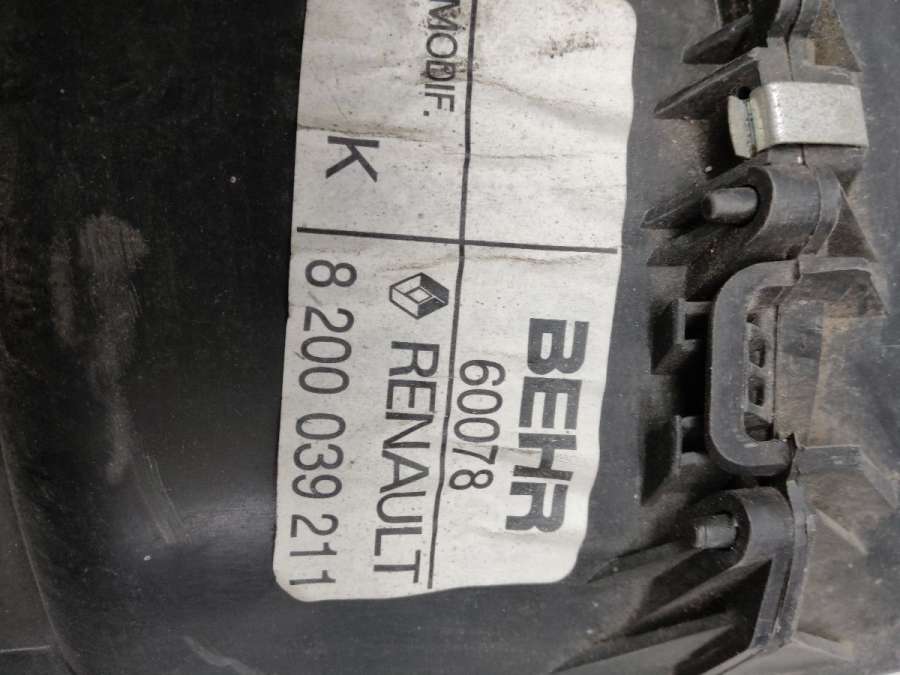 BEHR
60078
RENAULT
8 200 039 211
MODIF.
K